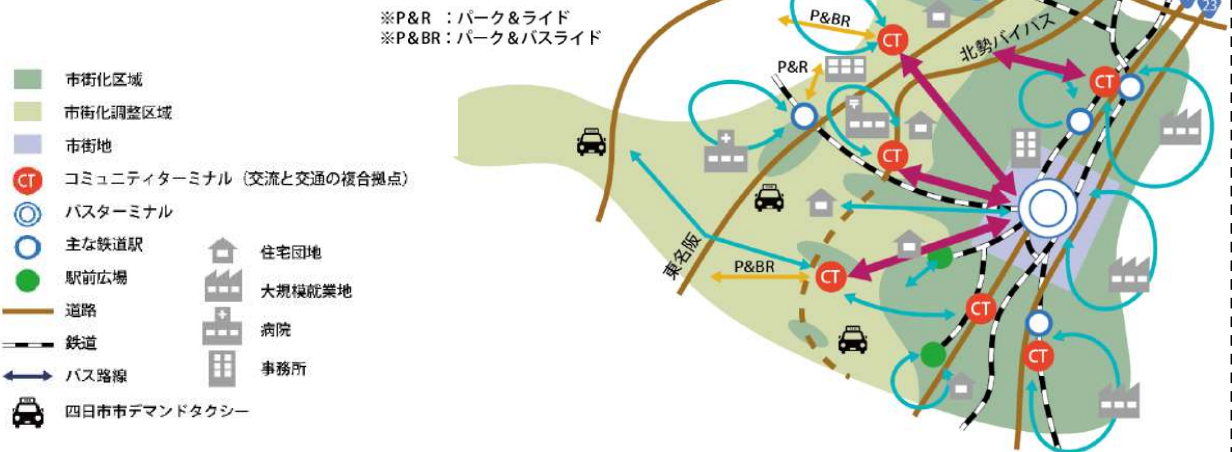 ※P&R ：パーク＆ライド
※P&BR：パーク＆バスライド
市街化区域
市街化調整区域
市街地
CT コミュニティターミナル（交流と交通の複合拠点）
バスターミナル
主な鉄道駅
駅前広場
道路
鉄道
バス路線
四日市市デマンドタクシー
住宅団地
大規模就業地
病院
事務所
23
P&BR
CT
北勢バイパス
P&R
CT
CT
東名阪
P&BR
CT
CT
CT